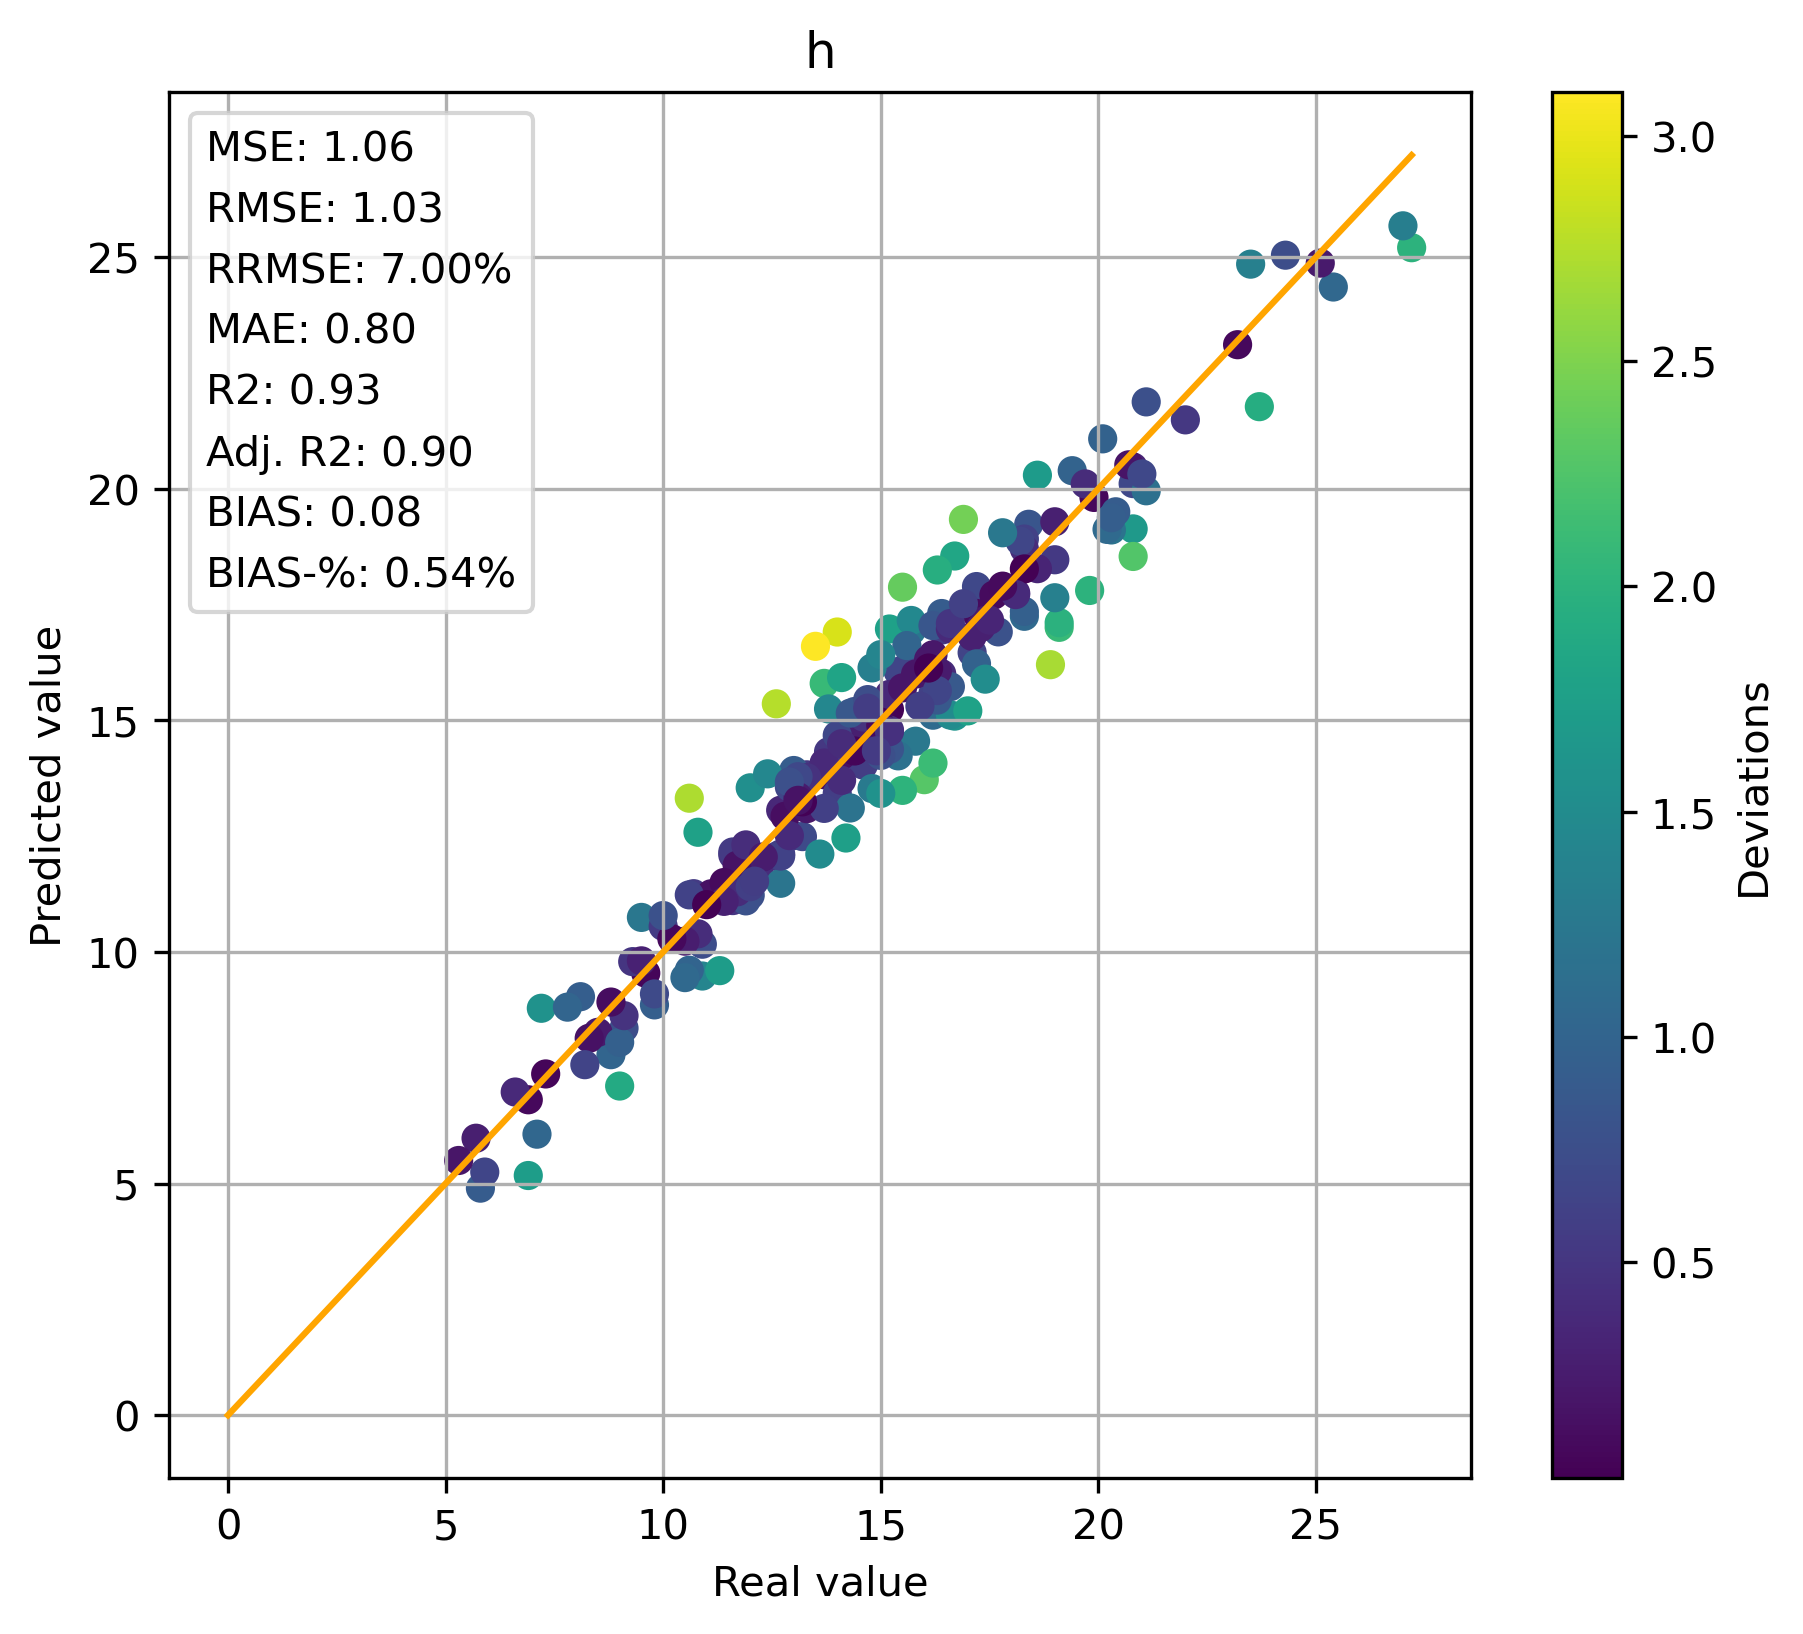 h
MSE: 1.06
RMSE: 1.03
RRMSE: 7.00%
MAE: 0.80
R2: 0.93
Adj. R2: 0.90
BIAS: 0.08
BIAS-%: 0.54%
25
20
15
10
5
0
Predicted value
0 5 10 15 20 25
Real value
3.0
2.5
2.0
1.5
1.0
0.5
Deviations